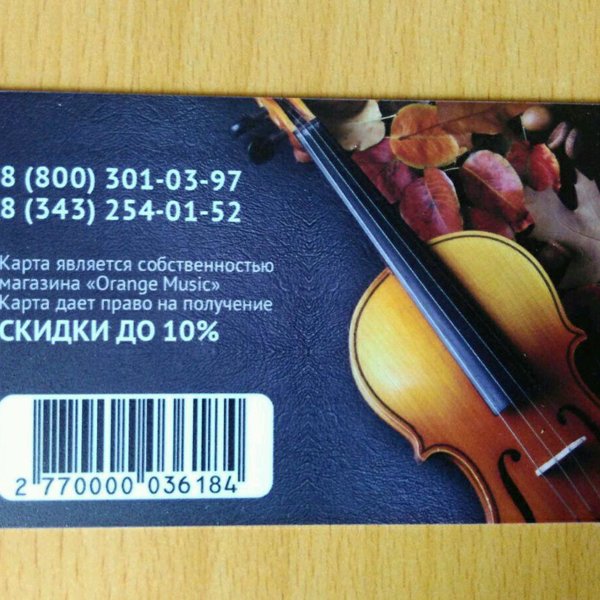 8 (800) 301-03-97
8 (343) 254-01-52
Карта является собственностью
магазина «Orange Music»
Карта дает право на получение
СКИДКИ ДО 10%
2 770000 036184